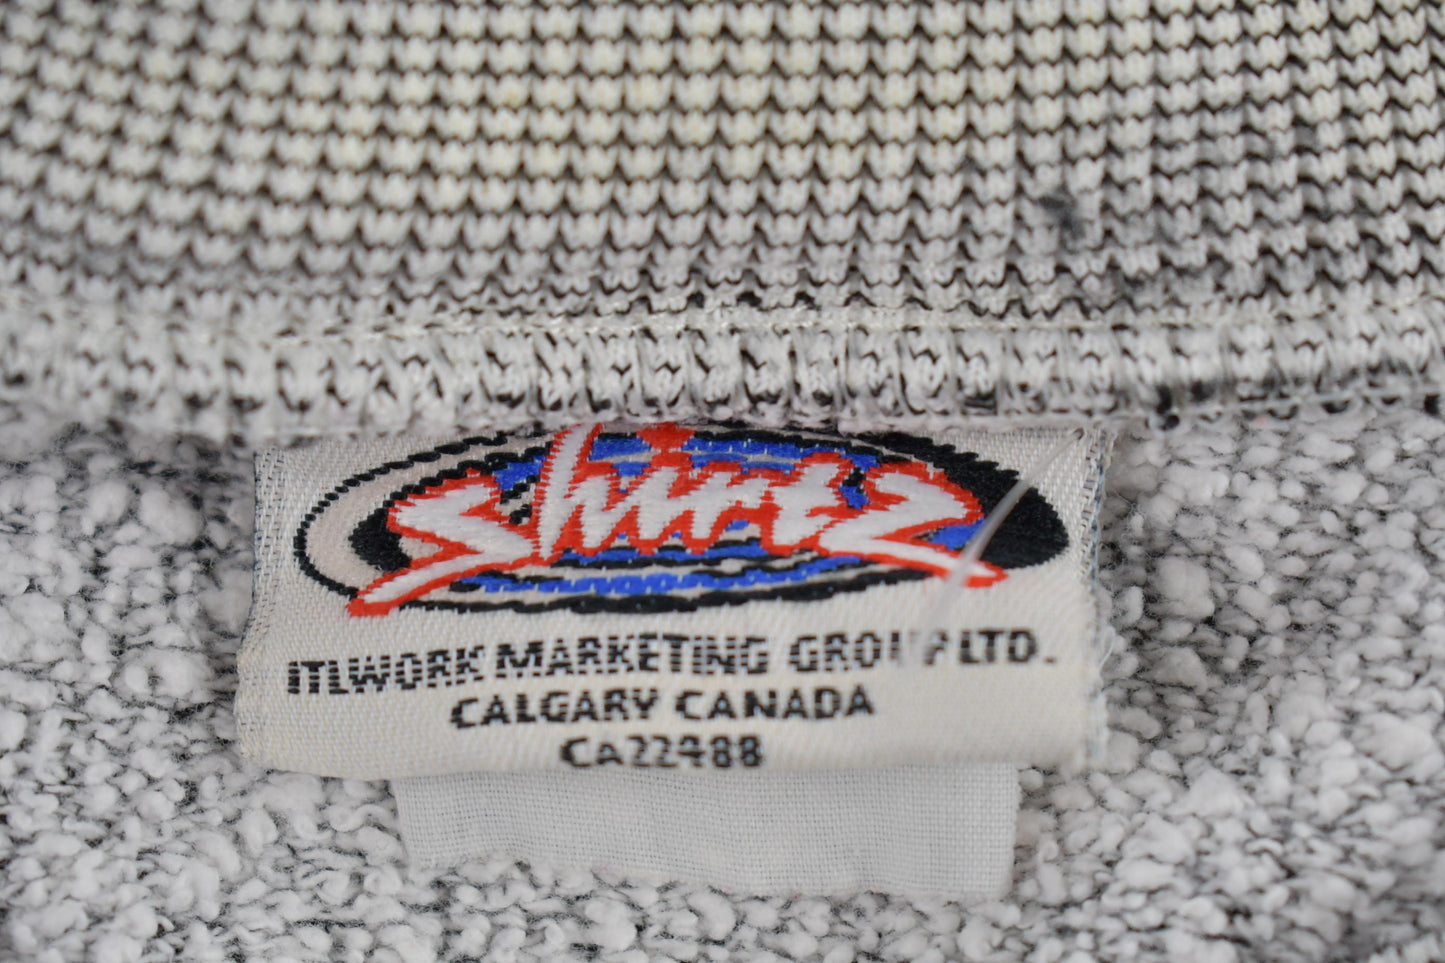 Shirtz
ITLWORK MARKETING GROUP LTD.
CALGARY CANADA
CA22488